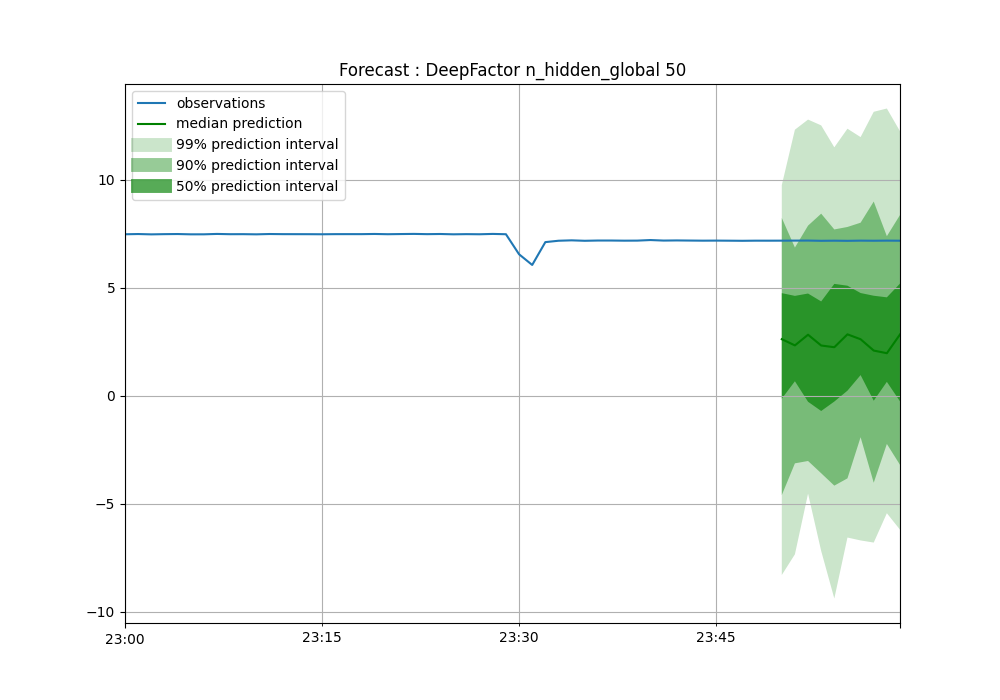 Forecast : DeepFactor n_hidden_global 50
observations
median prediction
99% prediction interval
90% prediction interval
50% prediction interval
10
5
0
−5
−10
23:00
23:15
23:30
23:45